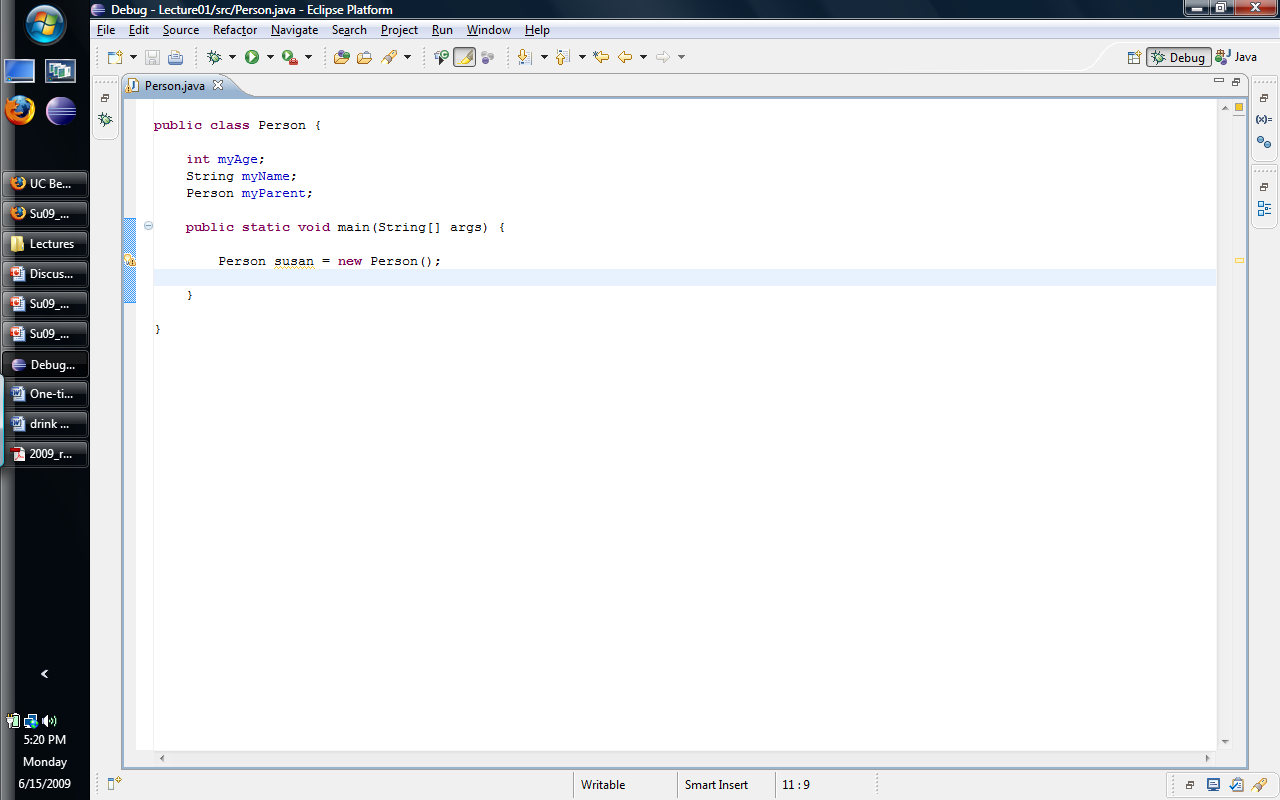 Debug - Lecture01/src/Person.java - Eclipse Platform
File Edit Source Refactor Navigate Search Project Run Window Help
Debug Java
Person.java
public class Person {
int myAge;
String myName;
Person myParent;
public static void main(String[] args) {
Person susan = new Person();
}
}
(x)=
UC Be...
Su09_...
Lectures
Discus...
Su09_...
Su09_...
Debug...
One-ti...
drink ...
2009_r...
5:20 PM
Monday
6/15/2009
Writable Smart Insert 11 : 9